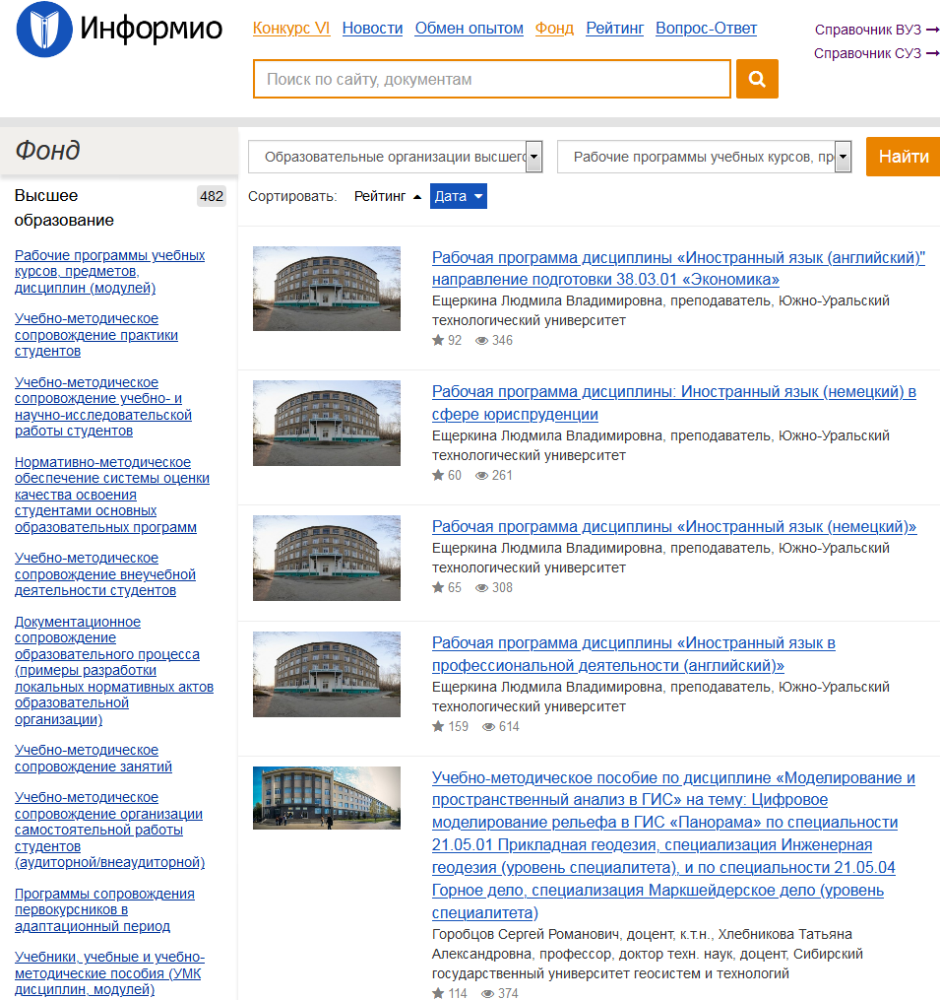 Информио
Конкурс VI Новости Обмен опытом Фонд Рейтинг Вопрос-Ответ
Справочник ВУЗ →
Справочник СУЗ →
Поиск по сайту, документам
Фонд
Высшее
образование
482
Рабочие программы учебных
курсов, предметов,
дисциплин (модулей)
Учебно-методическое
сопровождение практики
студентов
Учебно-методическое
сопровождение учебно- и
научно-исследовательской
работы студентов
Нормативно-методическое
обеспечение системы оценки
качества освоения
студентами основных
образовательных программ
Учебно-методическое
сопровождение внеучебной
деятельности студентов
Документационное
сопровождение
образовательного процесса
(примеры разработки
локальных нормативных актов
образовательной
организации)
Учебно-методическое
сопровождение занятий
Учебно-методическое
сопровождение организации
самостоятельной работы
студентов
(аудиторной/внеаудиторной)
Программы сопровождения
первокурсников в
адаптационный период
Учебники, учебные и учебно-
методические пособия (УМК
дисциплин, модулей)
Образовательные организации высшего
Рабочие программы учебных курсов, пр
Найти
Сортировать: Рейтинг Дата
Рабочая программа дисциплины «Иностранный язык (английский)"
направление подготовки 38.03.01 «Экономика»
Ещеркина Людмила Владимировна, преподаватель, Южно-Уральский
технологический университет
92 346
Рабочая программа дисциплины: Иностранный язык (немецкий) в
сфере юриспруденции
Ещеркина Людмила Владимировна, преподаватель, Южно-Уральский
технологический университет
60 261
Рабочая программа дисциплины «Иностранный язык (немецкий)»
Ещеркина Людмила Владимировна, преподаватель, Южно-Уральский
технологический университет
65 308
Рабочая программа дисциплины «Иностранный язык в
профессиональной деятельности (английский)»
Ещеркина Людмила Владимировна, преподаватель, Южно-Уральский
технологический университет
159 614
Учебно-методическое пособие по дисциплине «Моделирование и
пространственный анализ в ГИС» на тему: Цифровое
моделирование рельефа в ГИС «Панорама» по специальности
21.05.01 Прикладная геодезия, специализация Инженерная
геодезия (уровень специалитета), и по специальности 21.05.04
Горное дело, специализация Маркшейдерское дело (уровень
специалитета)
Горобцов Сергей Романович, доцент, к.т.н., Хлебникова Татьяна
Александровна, профессор, доктор техн. наук, доцент, Сибирский
государственный университет геосистем и технологий
114 374